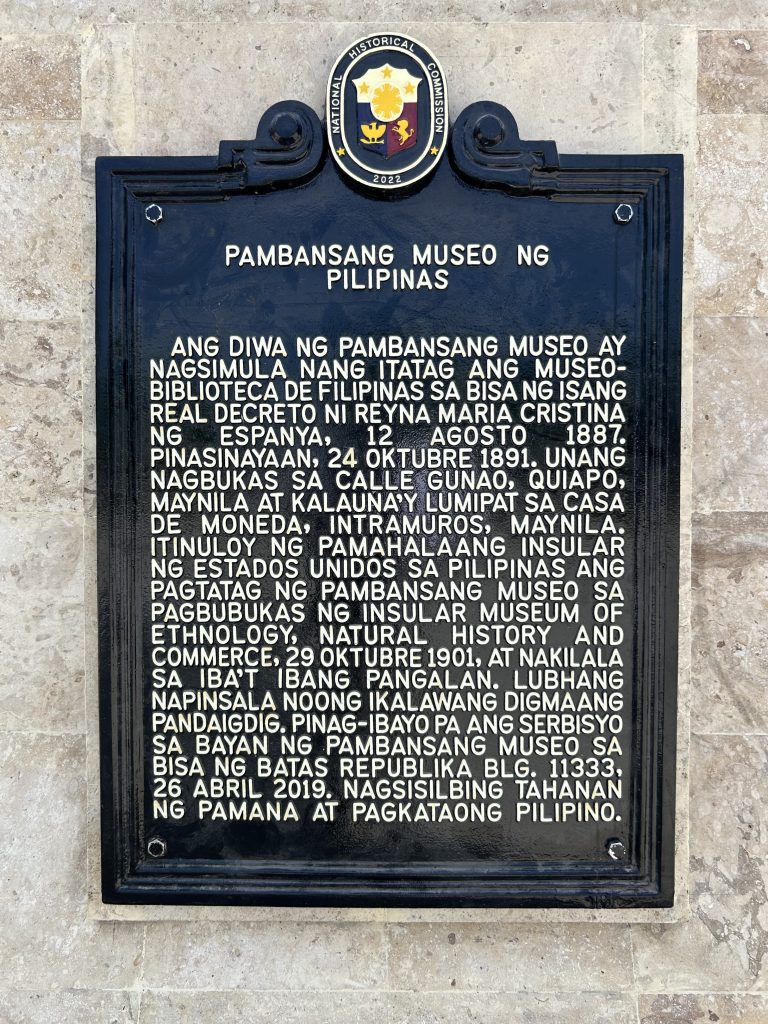 NATIONAL HISTORICAL COMMISSION
2022
PAMBANSANG MUSEO NG
PILIPINAS
ANG DIWA NG PAMBANSANG MUSEO AY
NAGSIMULA NANG ITATAG ANG MUSEO-
BIBLIOTECA DE FILIPINAS SA BISA NG ISANG
REAL DECRETO NI REYNA MARIA CRISTINA
NG ESPANYA, 12 AGOSTO 1887.
PINASINAYAAN, 24 OKTUBRE 1891. UNANG
NAGBUKAS SA CALLE GUNAO, QUIAPO,
MAYNILA AT KALAUNA'Y LUMIPAT SA CASA
DE MONEDA, INTRAMUROS, MAYNILA.
ITINULOY NG PAMAHALAANG INSULAR
NG ESTADOS UNIDOS SA PILIPINAS ANG
PAGTATAG NG PAMBANSANG MUSEO SA
PAGBUBUKAS NG INSULAR MUSEUM OF
ETHNOLOGY, NATURAL HISTORY AND
COMMERCE, 29 OKTUBRE 1901, AT NAKILALA
SA IBA'T IBANG PANGALAN. LUBHANG
NAPINSALA NOONG IKALAWANG DIGMAANG
PANDAIGDIG. PINAG-IBAYO PA ANG SERBISYO
SA BAYAN NG PAMBANSANG MUSEO SA
BISA NG BATAS REPUBLIKA BLG. 11333,
26 ABRIL 2019. NAGSISILBING TAHANAN
NG PAMANA AT PAGKATAONG PILIPINO.